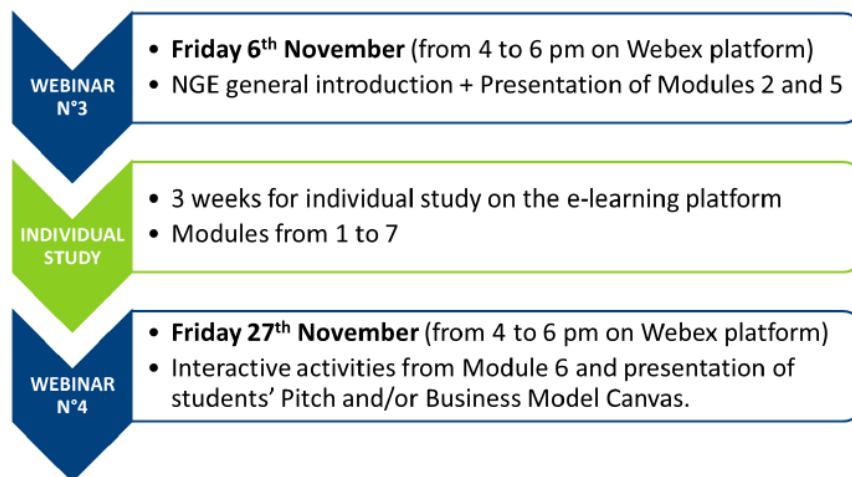 WEBINAR
N°3
• Friday 6th November (from 4 to 6 pm on Webex platform)
• NGE general introduction + Presentation of Modules 2 and 5
INDIVIDUAL
STUDY
• 3 weeks for individual study on the e-learning platform
• Modules from 1 to 7
WEBINAR
N°4
• Friday 27th November (from 4 to 6 pm on Webex platform)
• Interactive activities from Module 6 and presentation of
students’ Pitch and/or Business Model Canvas.